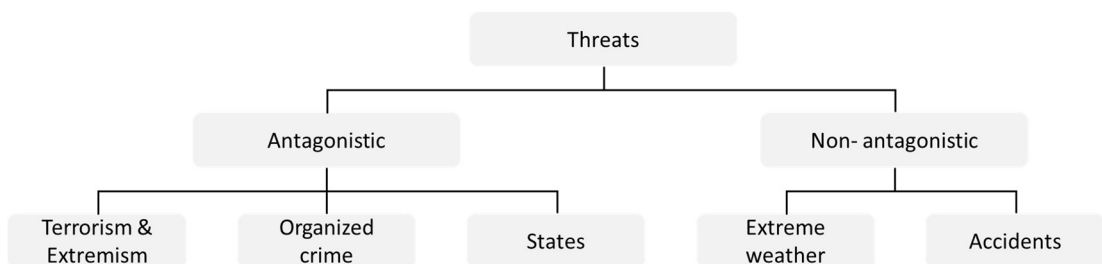 Threats
Antagonistic
Non- antagonistic
Terrorism &
Extremism
Organized
crime
States
Extreme
weather
Accidents